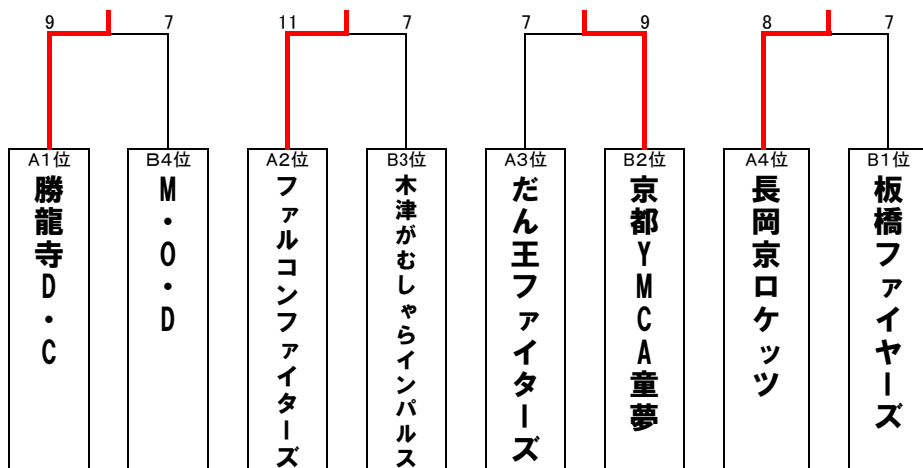 9 7 11 7 7 9 8 7
A1位 B4位 A2位 B3位 A3位 B2位 A4位 B1位
勝龍寺D・C
M・O・D
ファルコンファイターズ
木津がむしゃらインパルス
だん王ファイターズ
京都YMCA童夢
長岡京ロケッツ
板橋ファイヤーズ